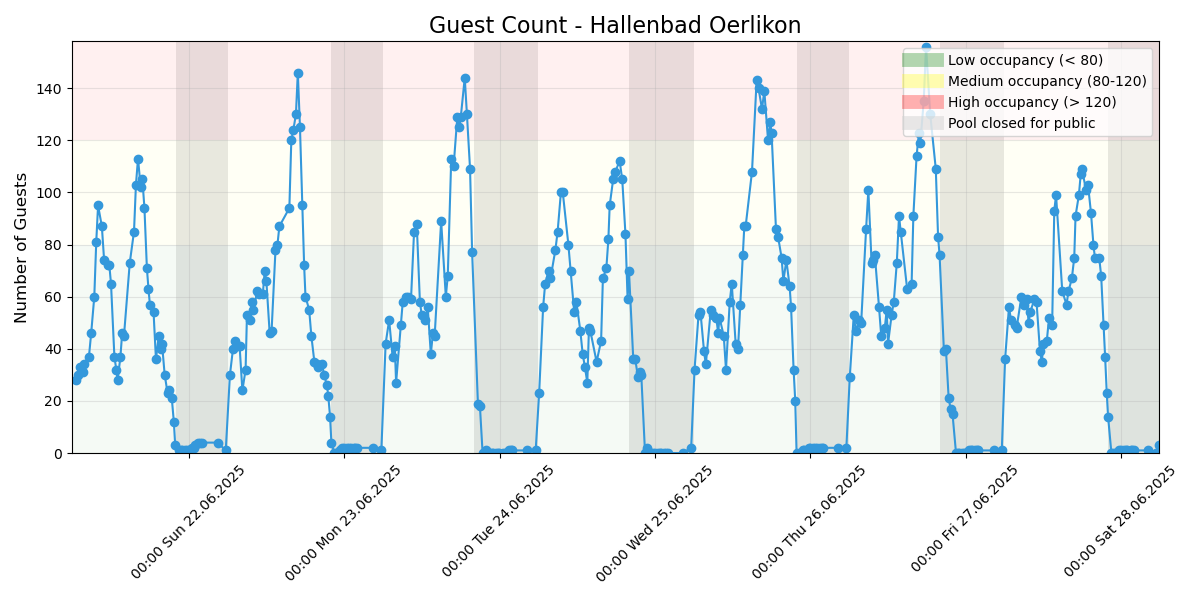 Guest Count - Hallenbad Oerlikon
Number of Guests
140
120
100
80
60
40
20
0
Low occupancy (< 80)
Medium occupancy (80-120)
High occupancy (> 120)
Pool closed for public
00:00 Sun 22.06.2025
00:00 Mon 23.06.2025
00:00 Tue 24.06.2025
00:00 Wed 25.06.2025
00:00 Thu 26.06.2025
00:00 Fri 27.06.2025
00:00 Sat 28.06.2025